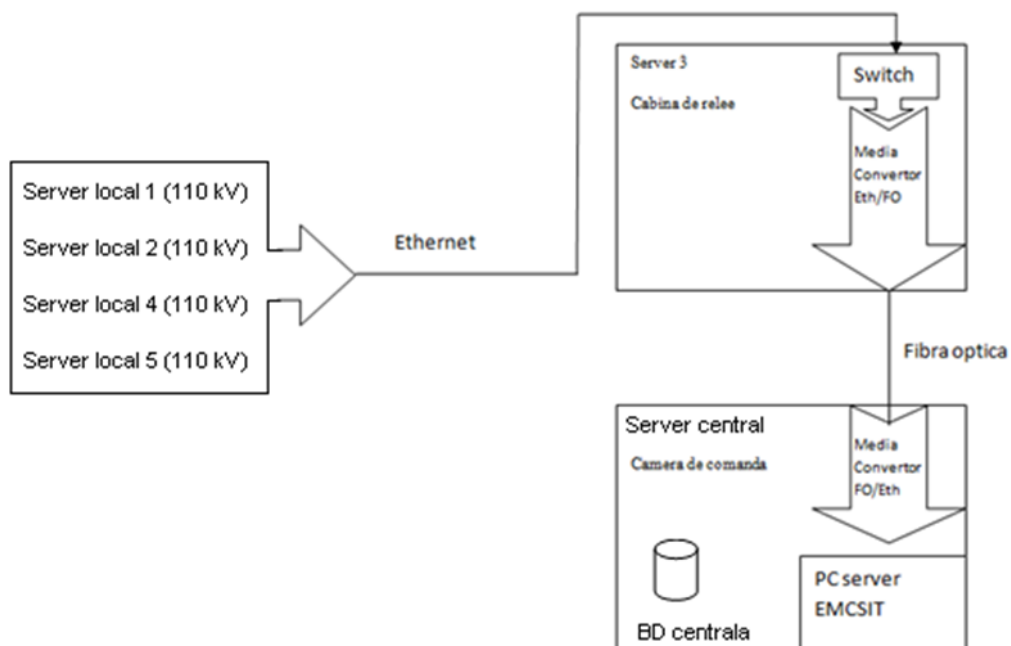 Server local 1 (110 kV)
Server local 2 (110 kV)
Server local 4 (110 kV)
Server local 5 (110 kV)
Ethernet
Server 3
Cabina de relee
Switch
Media
Convertor
Eth/FO
Fibra optica
Server central
Camera de comanda
Media
Convertor
FO/Eth
BD centrala
PC server
EMCSIT